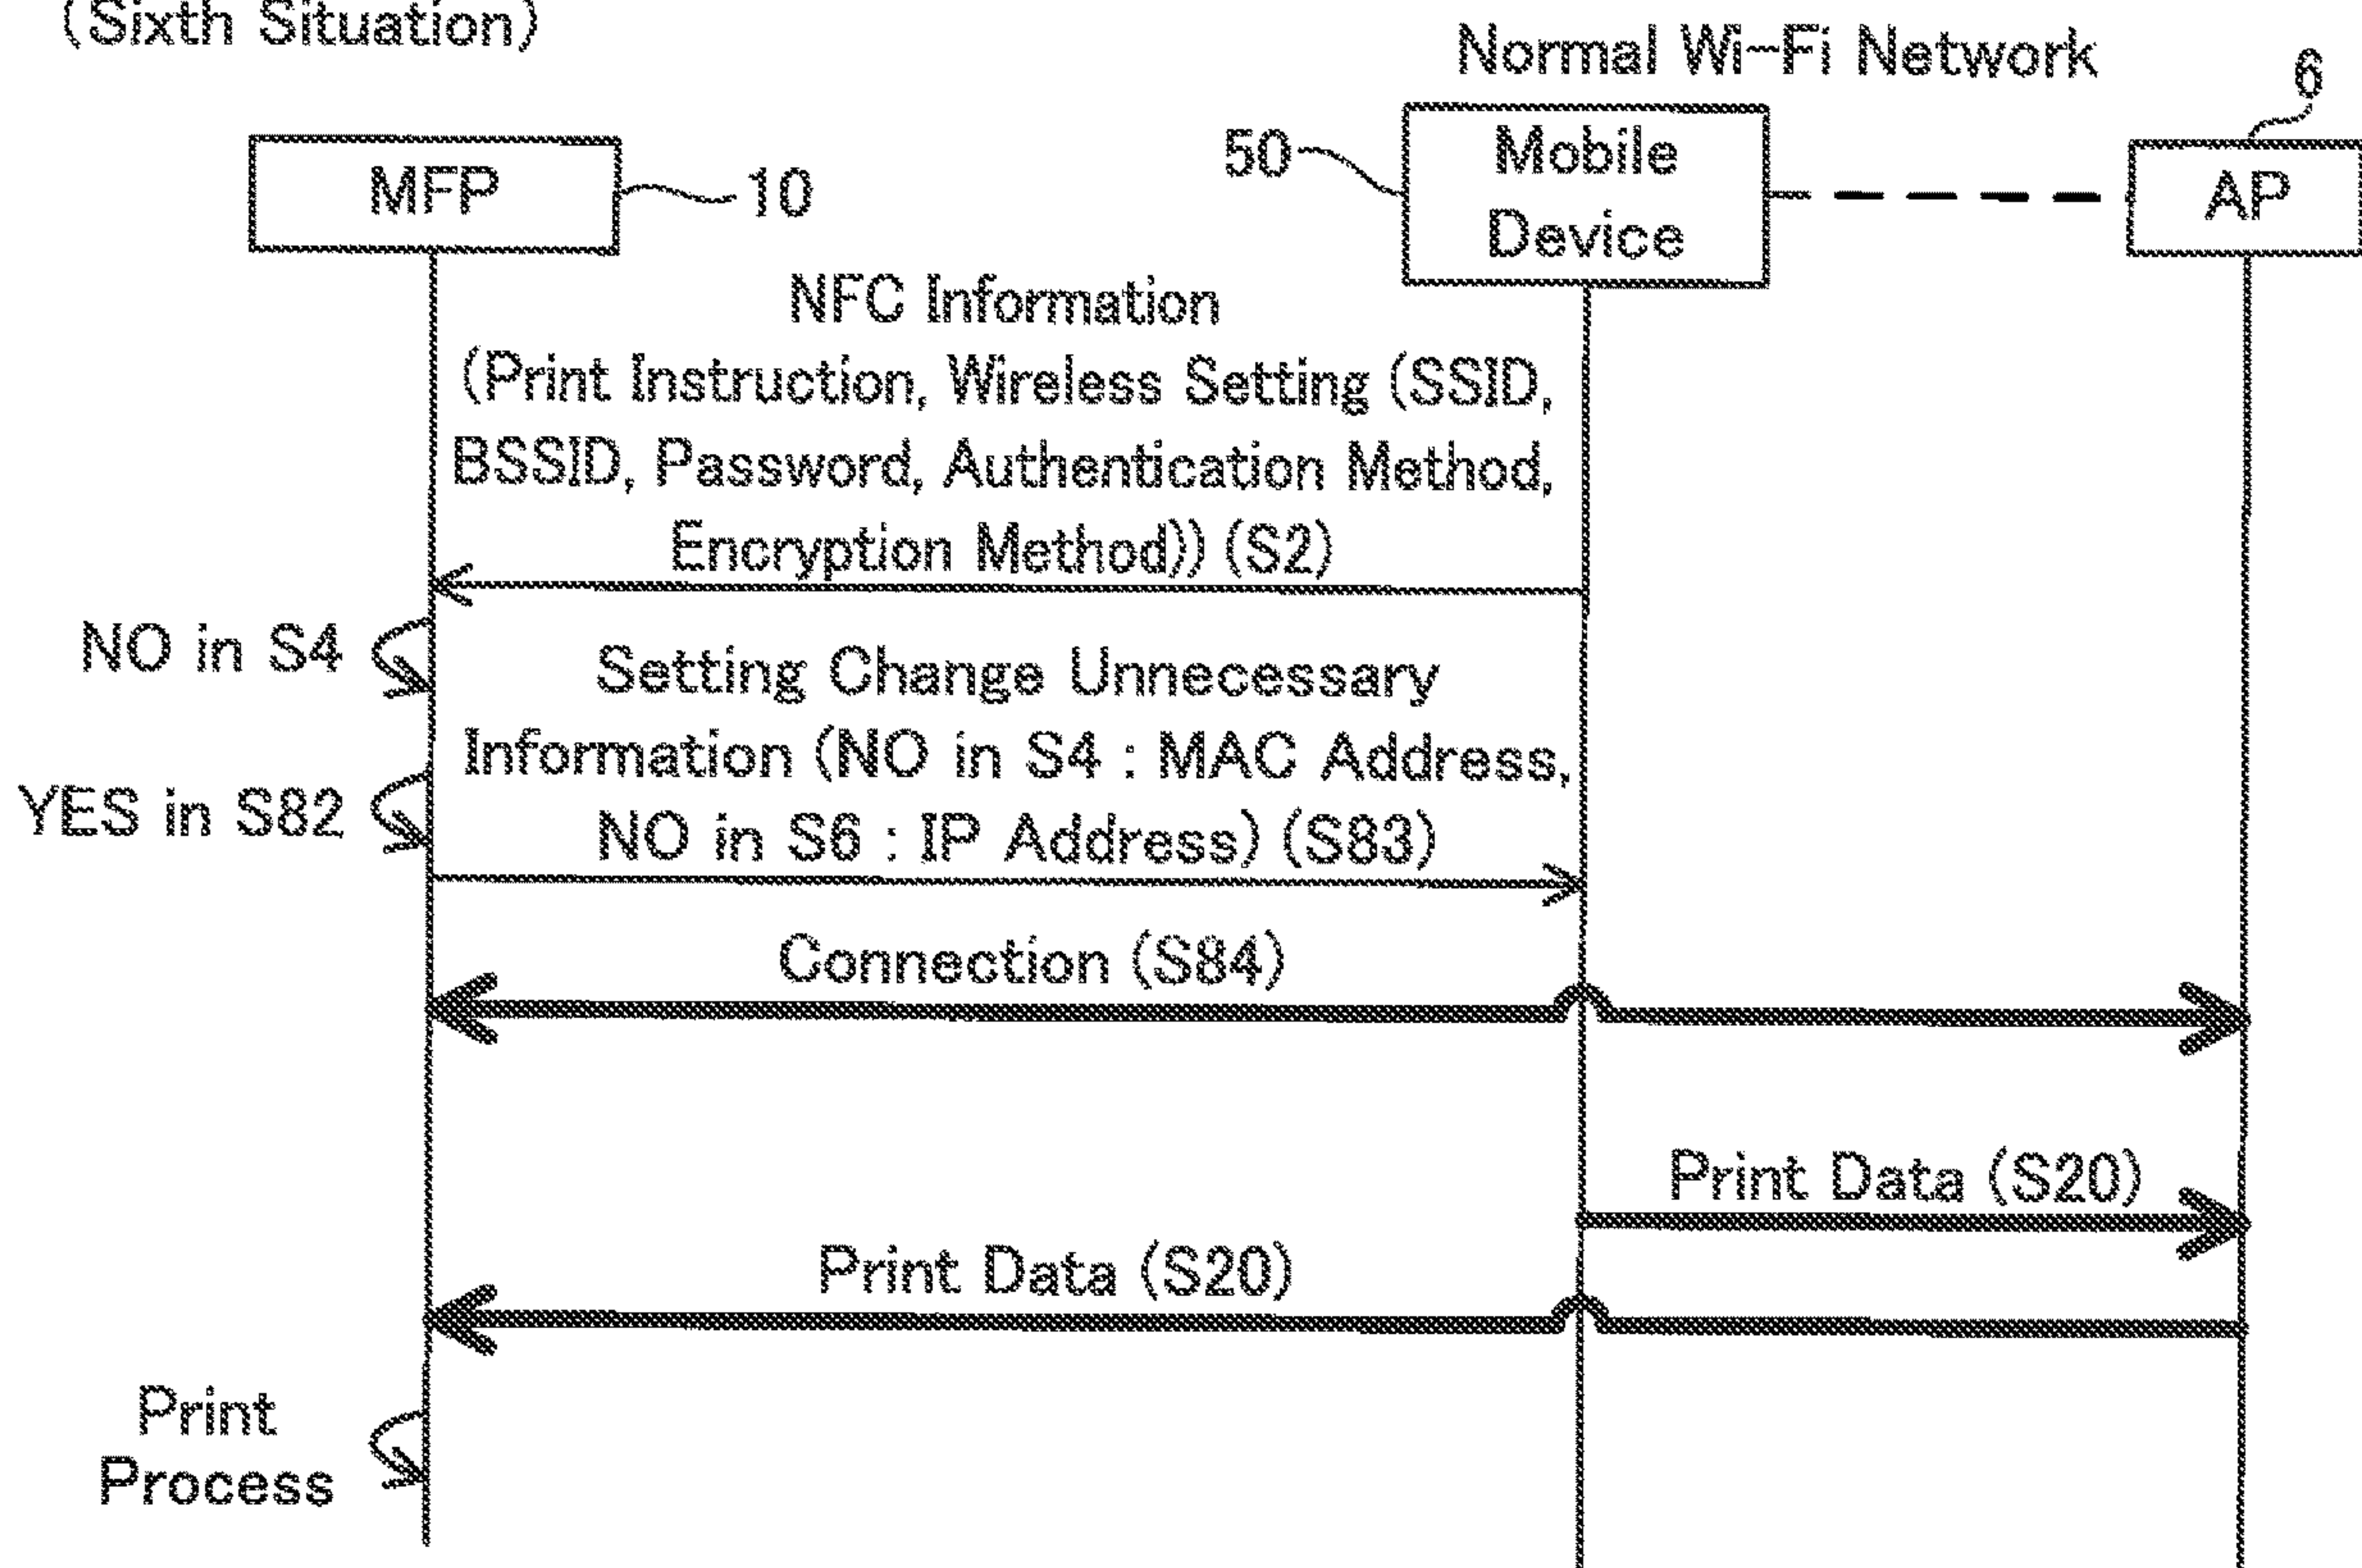 (Sixth Situation)
Normal Wi-Fi Network
6
MFP
10
50
Mobile
Device
AP
NFC Information
(Print Instruction, Wireless Setting (SSID,
BSSID, Password, Authentication Method,
Encryption Method)) (S2)
NO in S4
Setting Change Unnecessary
Information (NO in S4 : MAC Address,
NO in S6 : IP Address) (S83)
YES in S82
Connection (S84)
Print Data (S20)
Print Data (S20)
Print
Process